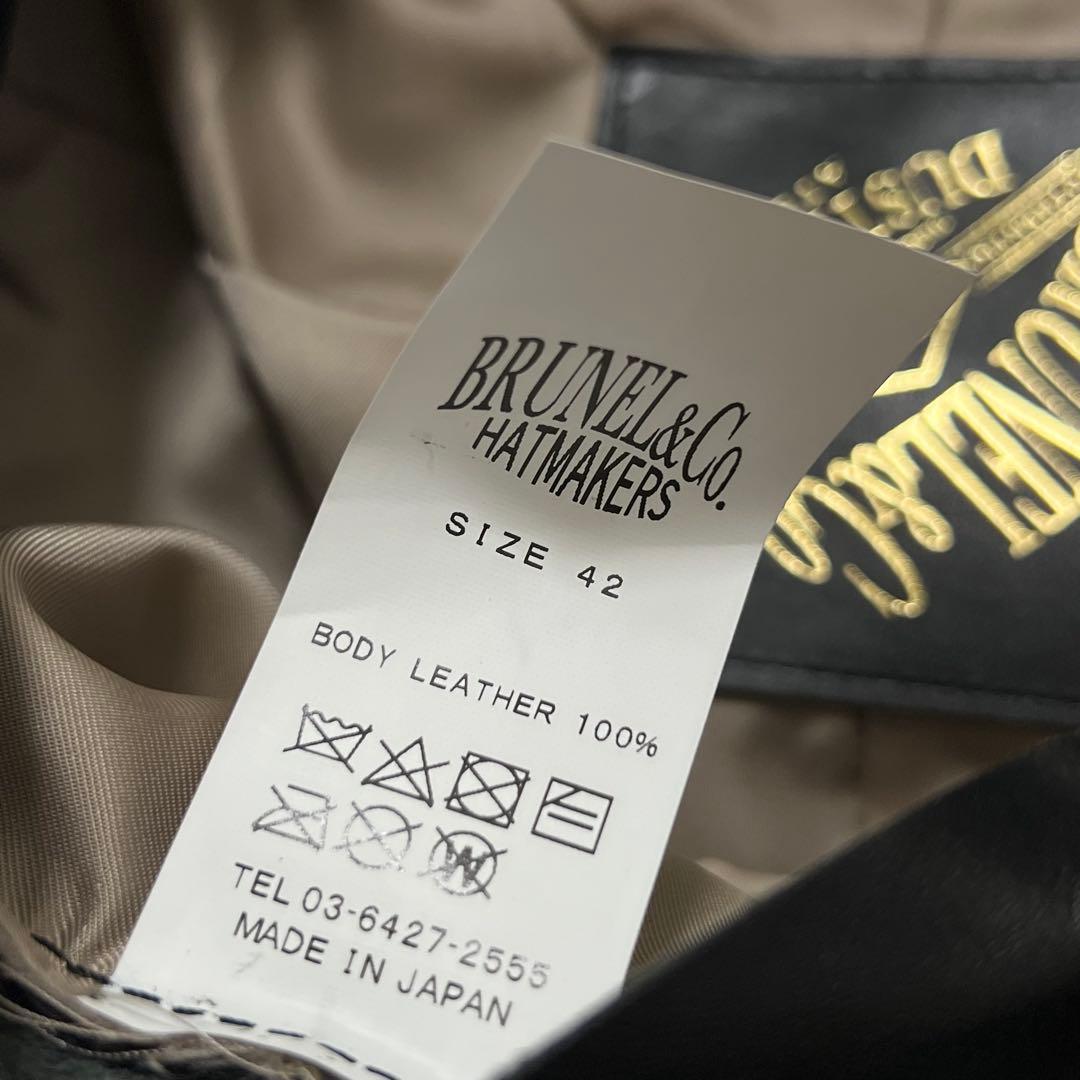 BRUNEL&Co.
HATMAKERS
SIZE 42
BODY LEATHER 100%
W
TEL 03-6427-2555
MADE IN JAPAN